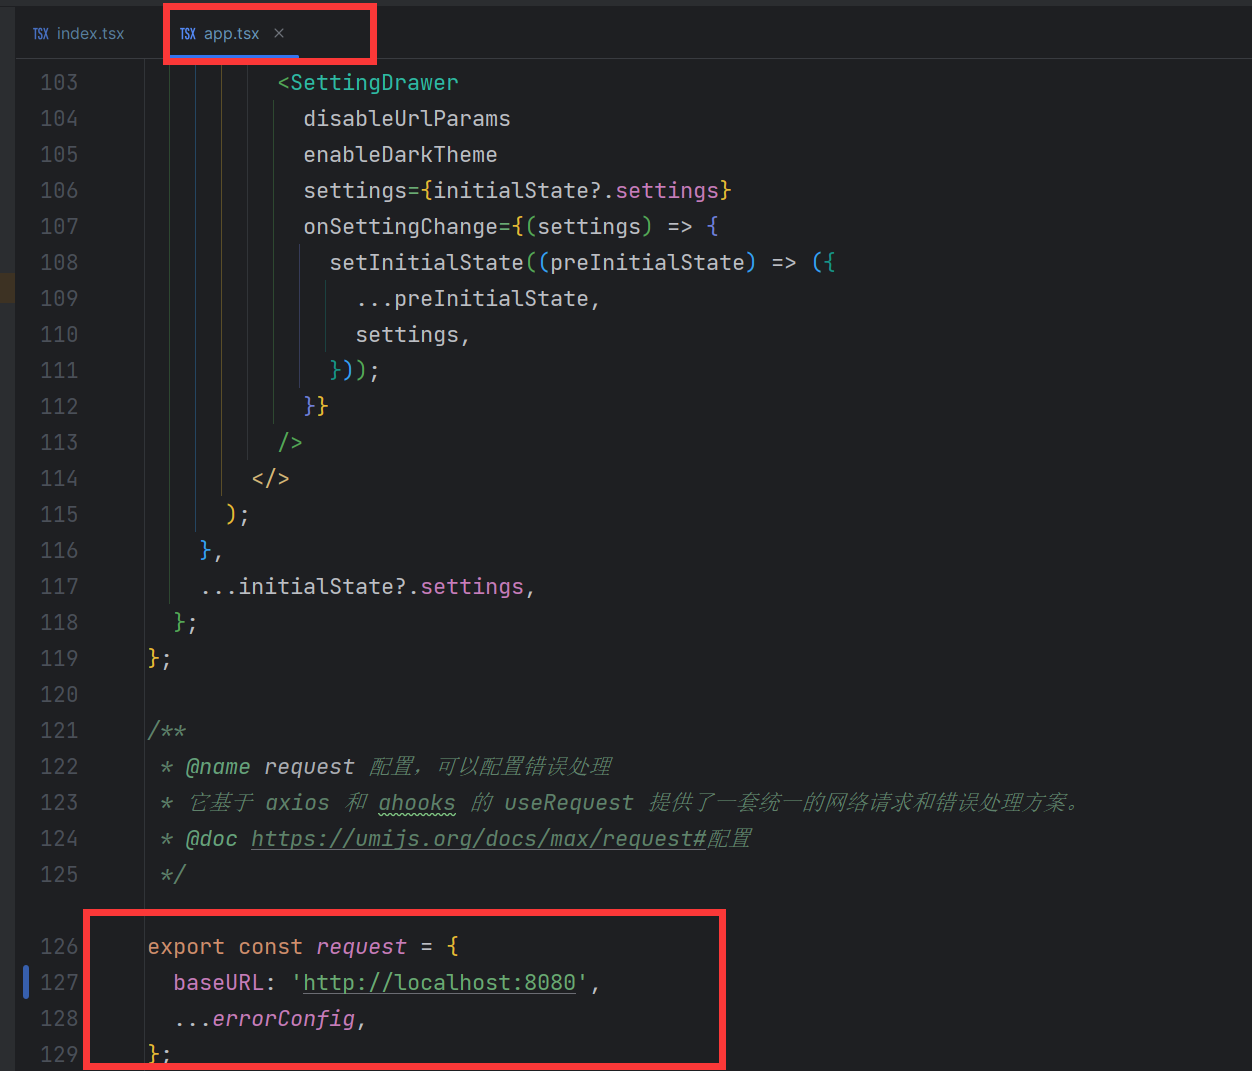 index.tsx app.tsx ×
103 <SettingDrawer
104 disableUrlParams
105 enableDarkTheme
106 settings={initialState?.settings}
107 onSettingChange={(settings) => {
108 setInitialState((preInitialState) => ({
109 ...preInitialState,
110 settings,
111 }));
112 }}
113 />
114 </>
115 );
116 },
117 ...initialState?.settings,
118 };
119 };
120
121 /**
122 * @name request 配置，可以配置错误处理
123 * 它基于 axios 和 ahooks 的 useRequest 提供了一套统一的网络请求和错误处理方案。
124 * @doc https://umijs.org/docs/max/request#配置
125 */
126 export const request = {
127 baseURL: 'http://localhost:8080',
128 ...errorConfig,
129 };